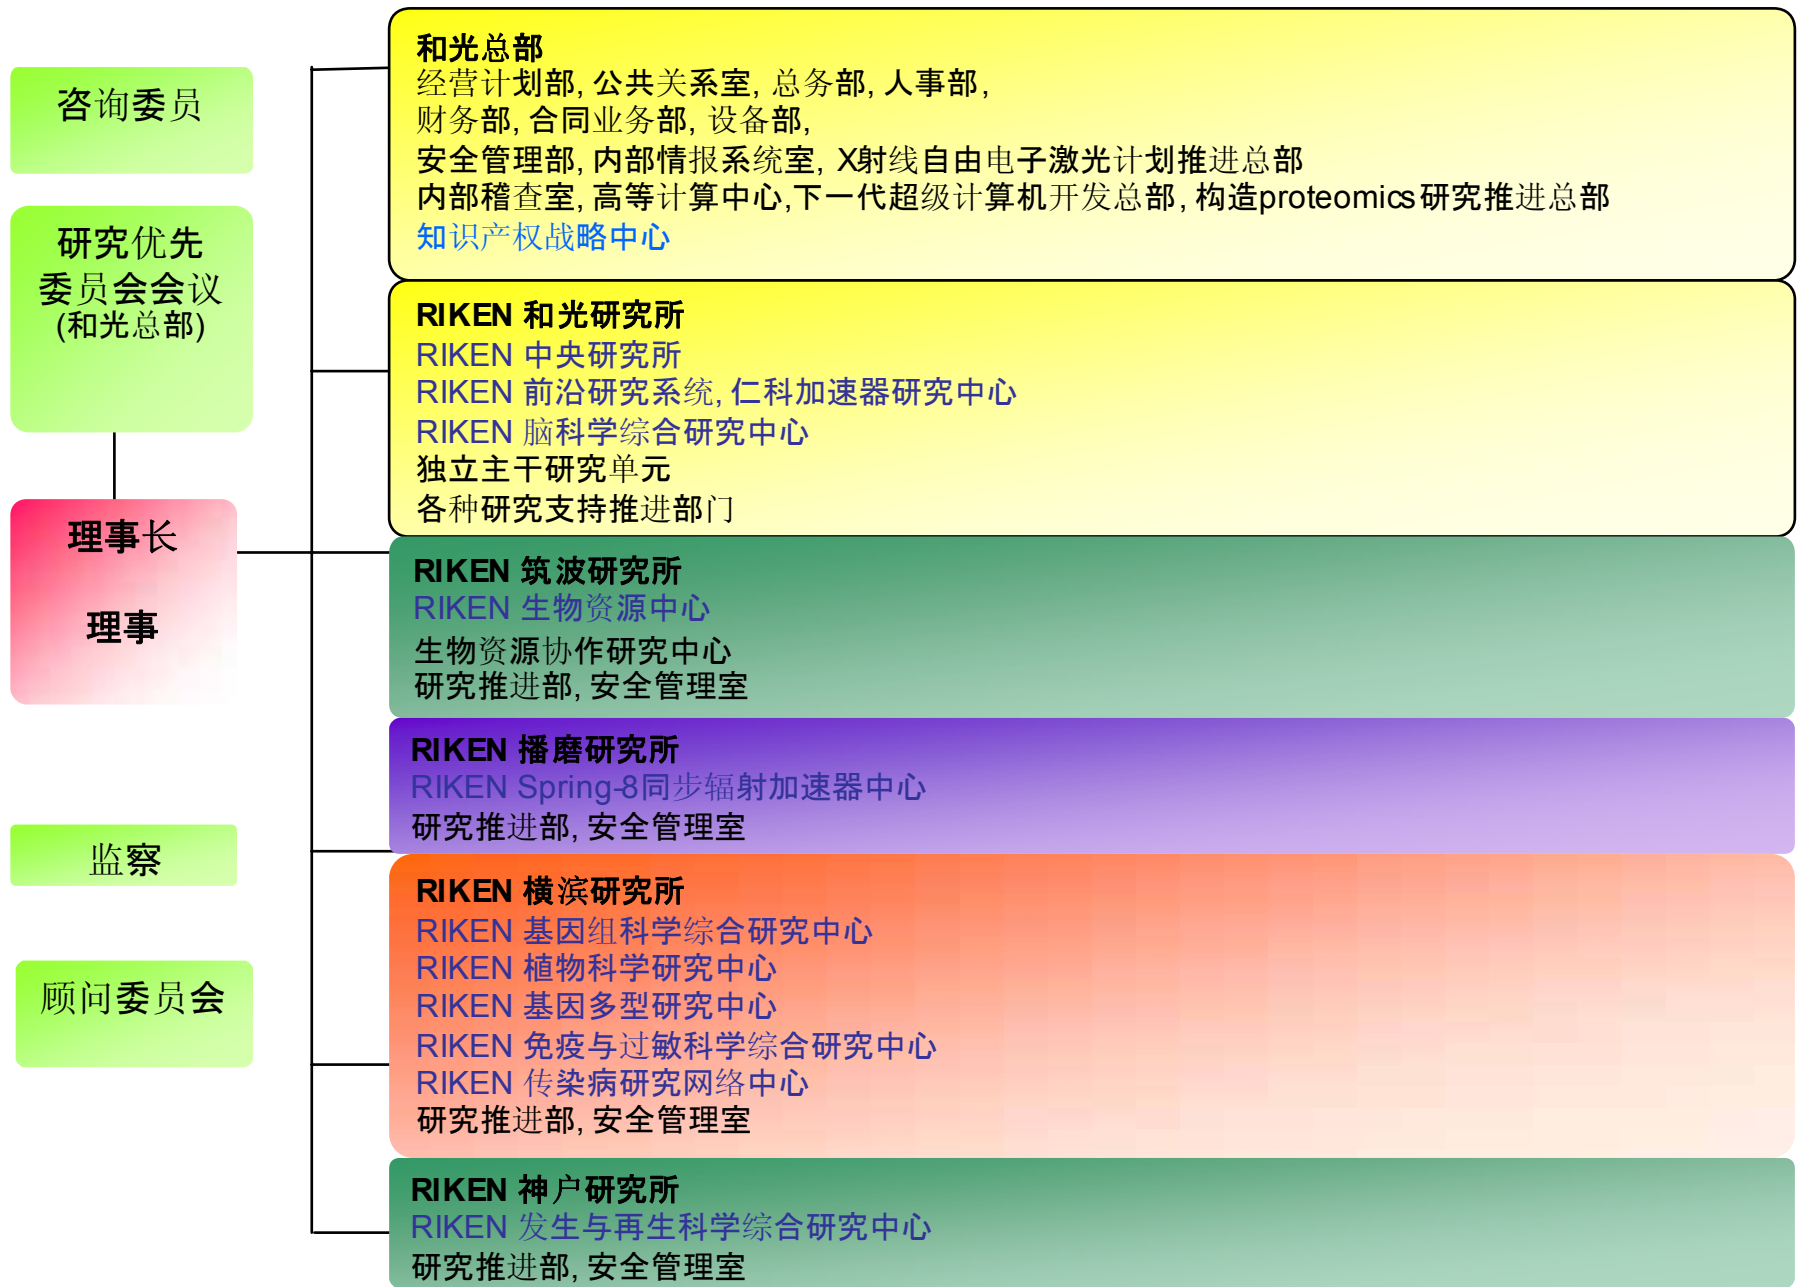 咨询委员
研究优先
委员会会议
(和光总部)
理事长
理事
监察
顾问委员会
和光总部
经营计划部, 公共关系室, 总务部, 人事部,
财务部, 合同业务部, 设备部,
安全管理部, 内部情报系统室, X射线自由电子激光计划推进总部
内部稽查室, 高等计算中心,下一代超级计算机开发总部, 构造proteomics研究推进总部
知识产权战略中心
RIKEN 和光研究所
RIKEN 中央研究所
RIKEN 前沿研究系统, 仁科加速器研究中心
RIKEN 脑科学综合研究中心
独立主干研究单元
各种研究支持推进部门
RIKEN 筑波研究所
RIKEN 生物资源中心
生物资源协作研究中心
研究推进部, 安全管理室
RIKEN 播磨研究所
RIKEN Spring-8同步辐射加速器中心
研究推进部, 安全管理室
RIKEN 横滨研究所
RIKEN 基因组科学综合研究中心
RIKEN 植物科学研究中心
RIKEN 基因多型研究中心
RIKEN 免疫与过敏科学综合研究中心
RIKEN 传染病研究网络中心
研究推进部, 安全管理室
RIKEN 神户研究所
RIKEN 发生与再生科学综合研究中心
研究推进部, 安全管理室